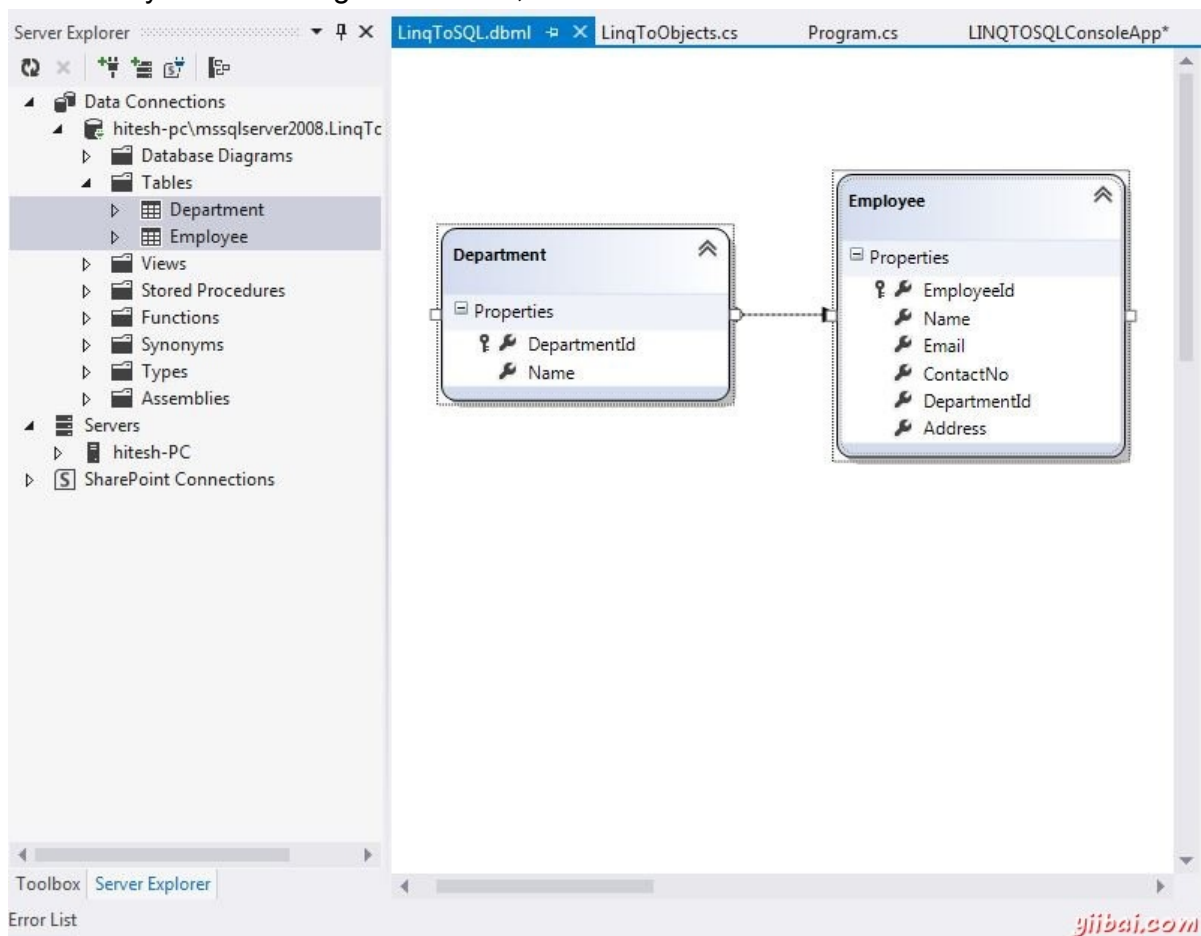 Server Explorer
LinqToSQL.dbml
LinqToObjects.cs
Program.cs
LINQTOSQLConsoleApp*
Data Connections
hitesh-pc\mssqlserver2008.LinqTo
Database Diagrams
Tables
Department
Employee
Views
Stored Procedures
Functions
Synonyms
Types
Assemblies
Servers
hitesh-PC
SharePoint Connections
Department
Properties
DepartmentId
Name
Employee
Properties
EmployeeId
Name
Email
ContactNo
DepartmentId
Address
Toolbox
Server Explorer
Error List
yiibai.com